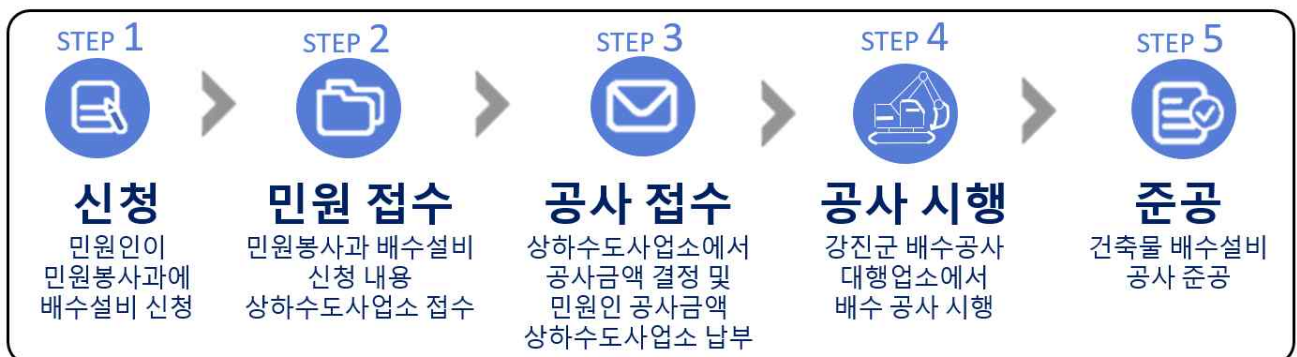 STEP 1
신청
민원인이
민원봉사과에
배수설비 신청
STEP 2
민원 접수
민원봉사과 배수설비
신청 내용
상하수도사업소 접수
STEP 3
공사 접수
상하수도사업소에서
공사금액 결정 및
민원인 공사금액
상하수도사업소 납부
STEP 4
공사 시행
강진군 배수공사
대행업소에서
배수 공사 시행
STEP 5
준공
건축물 배수설비
공사 준공